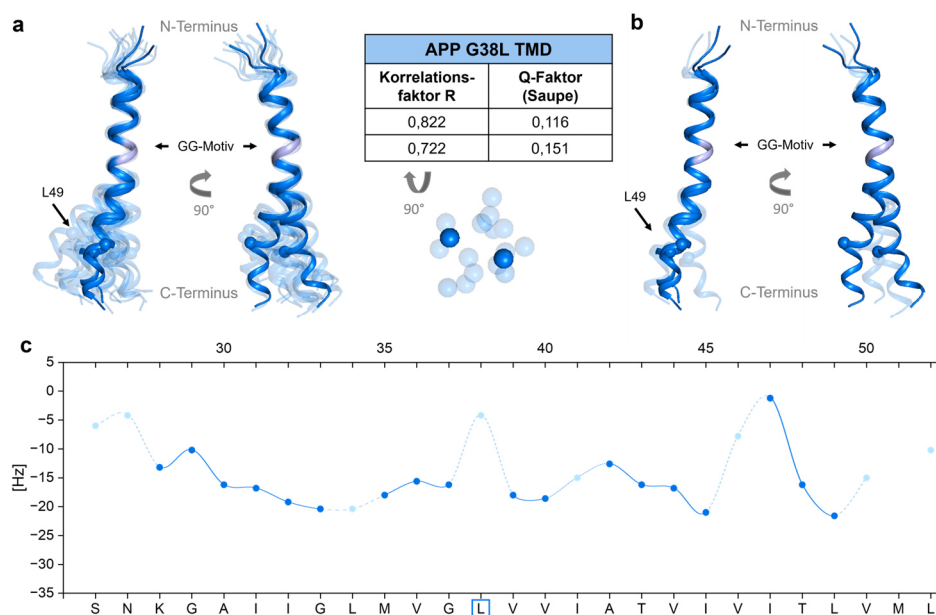 a
b
N-Terminus
N-Terminus
APP G38L TMD
Korrelations-
faktor R
Q-Faktor
(Saupe)
0,822
0,116
0,722
0,151
GG-Motiv
GG-Motiv
L49
90°
90°
L49
90°
C-Terminus
C-Terminus
c
30 35 40 45 50
5
0
−5
−10
−15
−20
−25
−30
−35
[Hz]
S N K G A I I G L M V G L V V I A T V I V I T L V M L